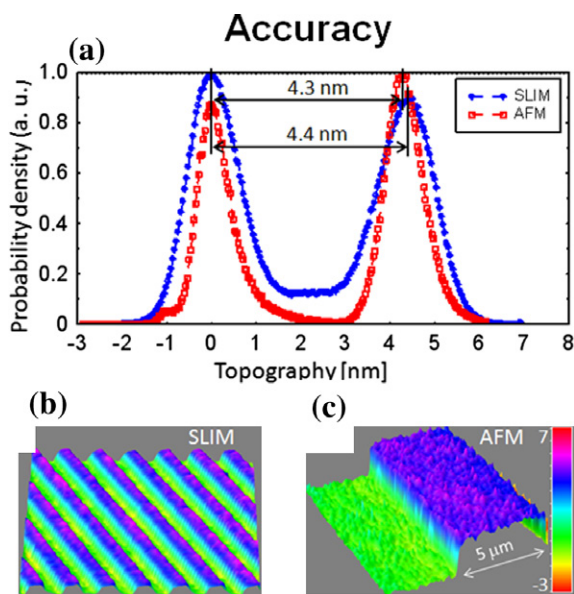 Accuracy
(a)
1.0
0.8
0.6
0.4
0.2
0
Probability density (a. u.)
4.3 nm
4.4 nm
SLIM
AFM
-3 -2 -1 0 1 2 3 4 5 6 7 8
Topography [nm]
(b)
SLIM
(c)
AFM
7
-3
5 μm